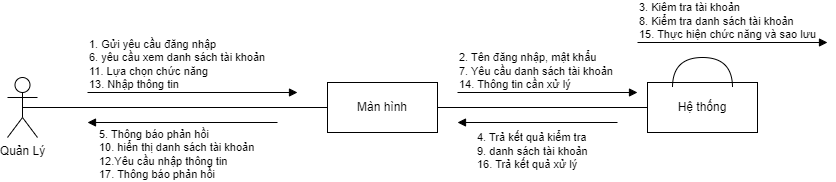 3. Kiểm tra tài khoản
8. Kiểm tra danh sách tài khoản
15. Thực hiện chức năng và sao lưu
1. Gửi yêu cầu đăng nhập
6. yêu cầu xem danh sách tài khoản
11. Lựa chọn chức năng
13. Nhập thông tin
2. Tên đăng nhập, mật khẩu
7. Yêu cầu danh sách tài khoản
14. Thông tin cần xử lý
Màn hình
Hệ thống
Quản Lý
5. Thông báo phản hồi
10. hiển thị danh sách tài khoản
12.Yêu cầu nhập thông tin
17. Thông báo phản hồi
4. Trả kết quả kiểm tra
9. danh sách tài khoản
16. Trả kết quả xử lý